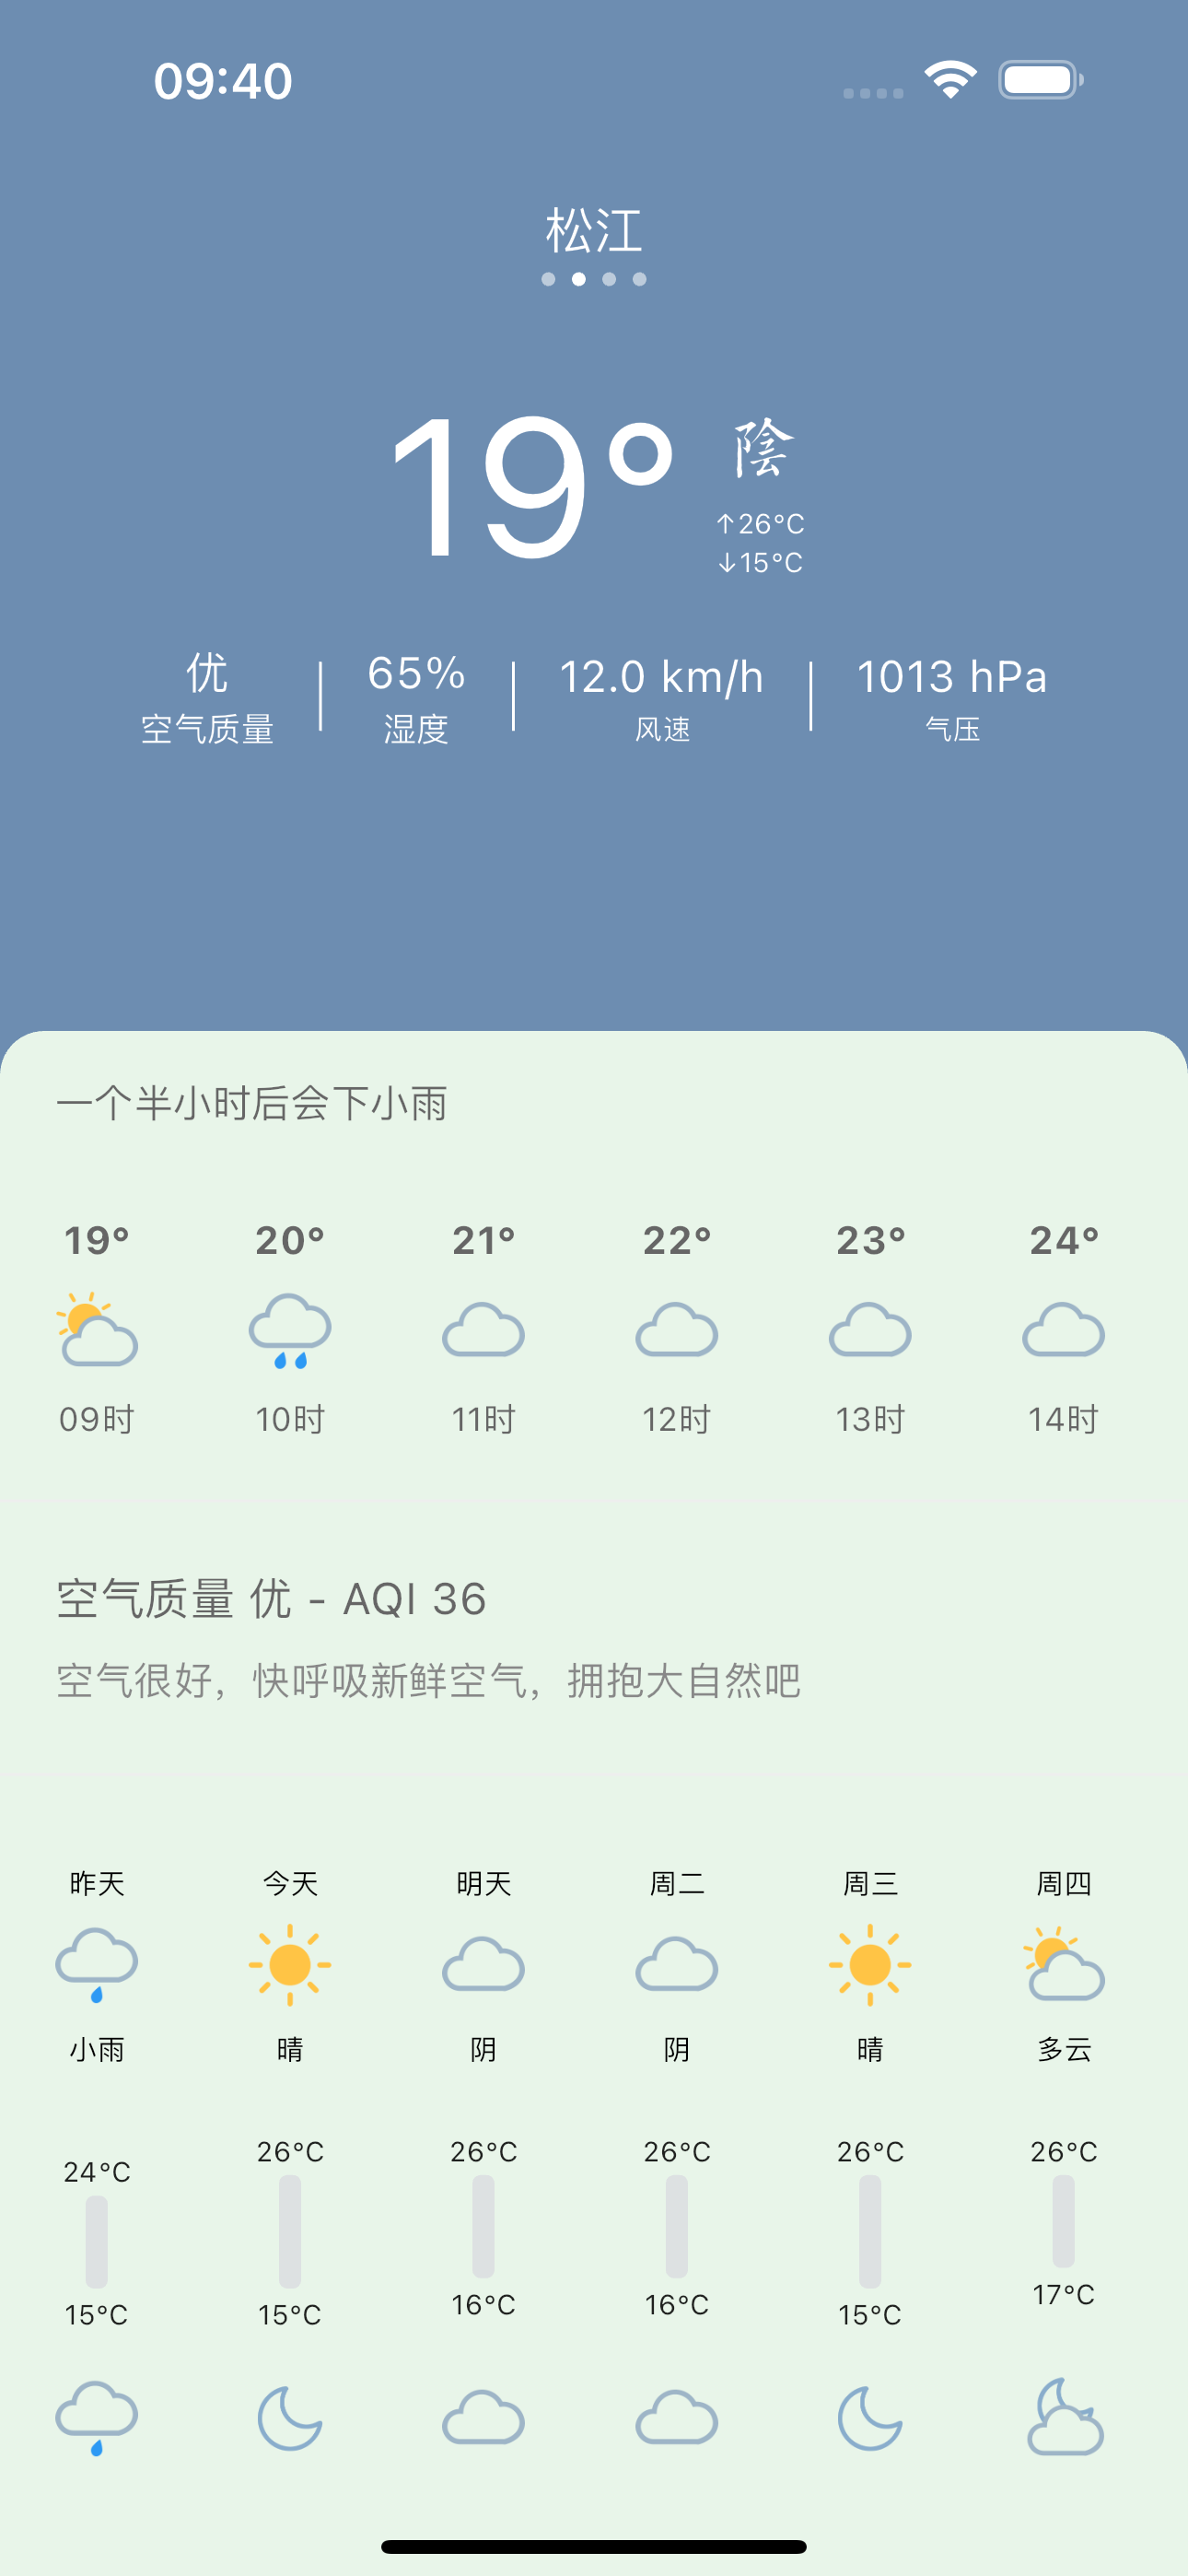 09:40
松江
19° 陰
↑26°C
↓15°C
优 65% 12.0 km/h 1013 hPa
空气质量 湿度 风速 气压
一个半小时后会下小雨
19° 20° 21° 22° 23° 24°
09时 10时 11时 12时 13时 14时
空气质量 优 - AQI 36
空气很好，快呼吸新鲜空气，拥抱大自然吧
昨天 今天 明天 周二 周三 周四
小雨 晴 阴 阴 晴 多云
24°C 26°C 26°C 26°C 26°C 26°C
15°C 15°C 16°C 16°C 15°C 17°C